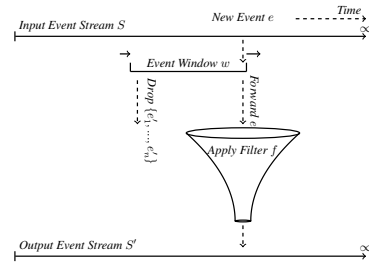 New Event e
Time
Input Event Stream S
∝
Event Window w
Drop {e′1, ..., e′n}
Forward e
Apply Filter f
Output Event Stream S′
∝